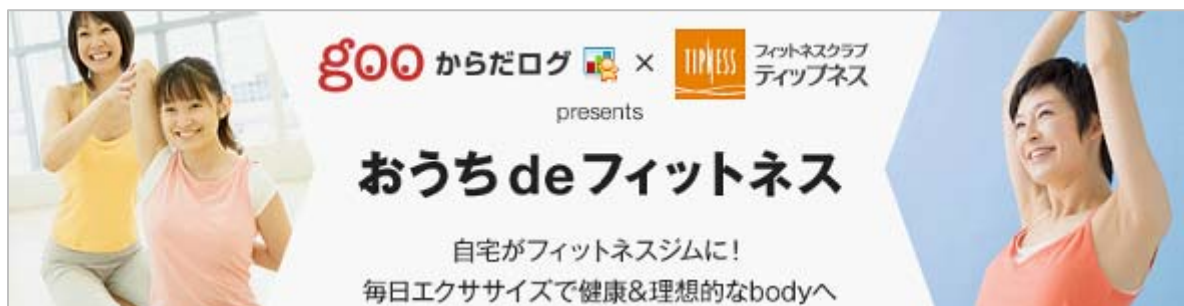 goo からだログ × TIPNESS フィットネスクラブ
ティップネス
presents
おうちdeフィットネス
自宅がフィットネスジムに!
毎日エクササイズで健康&理想的なbodyへ